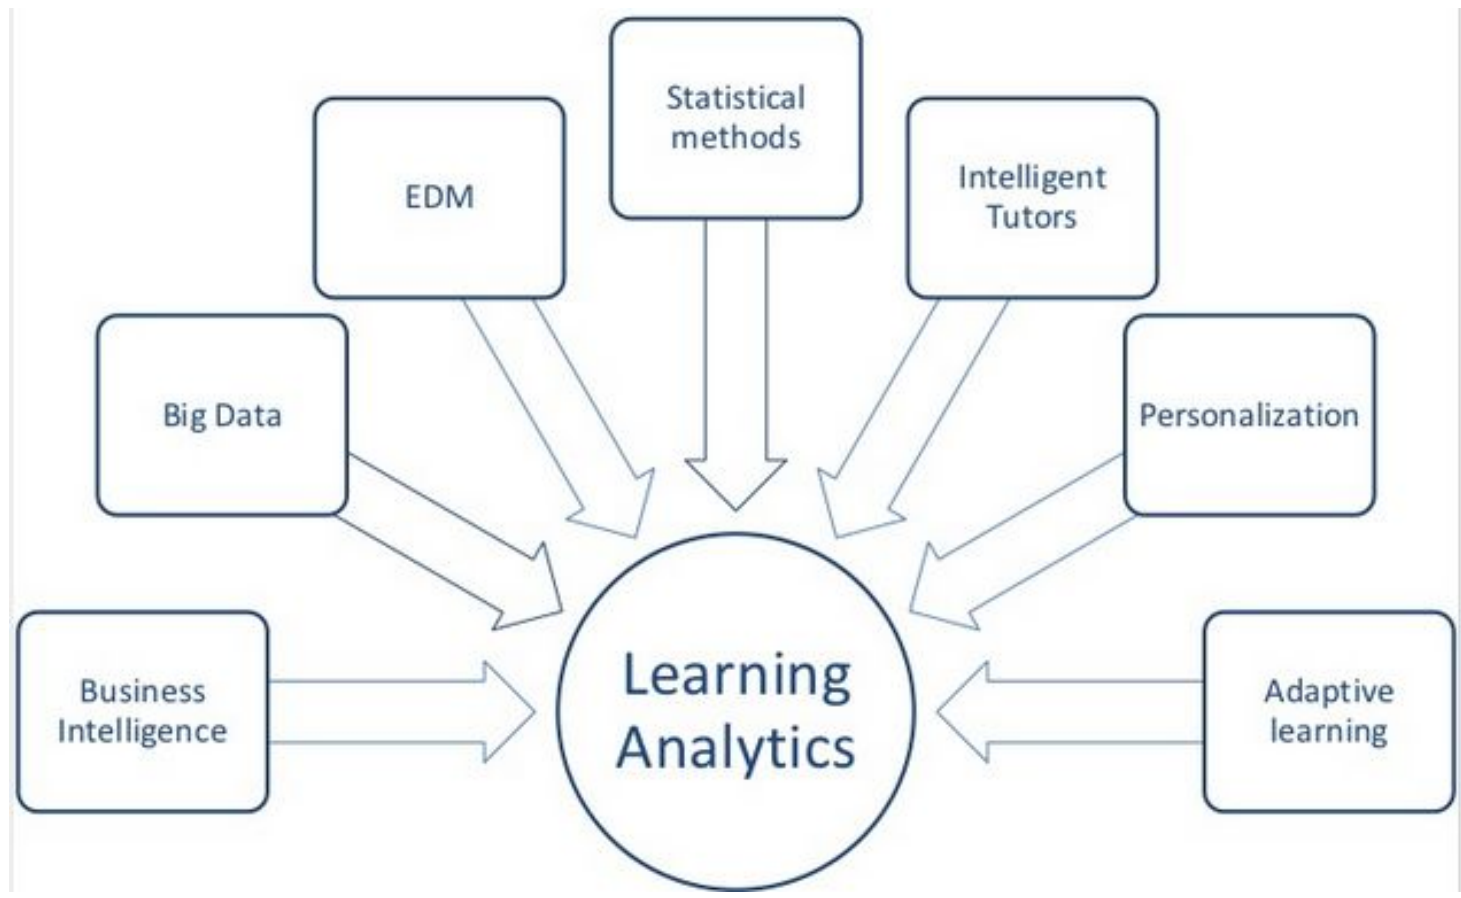 Statistical
methods
EDM
Intelligent
Tutors
Big Data
Personalization
Business
Intelligence
Learning
Analytics
Adaptive
learning